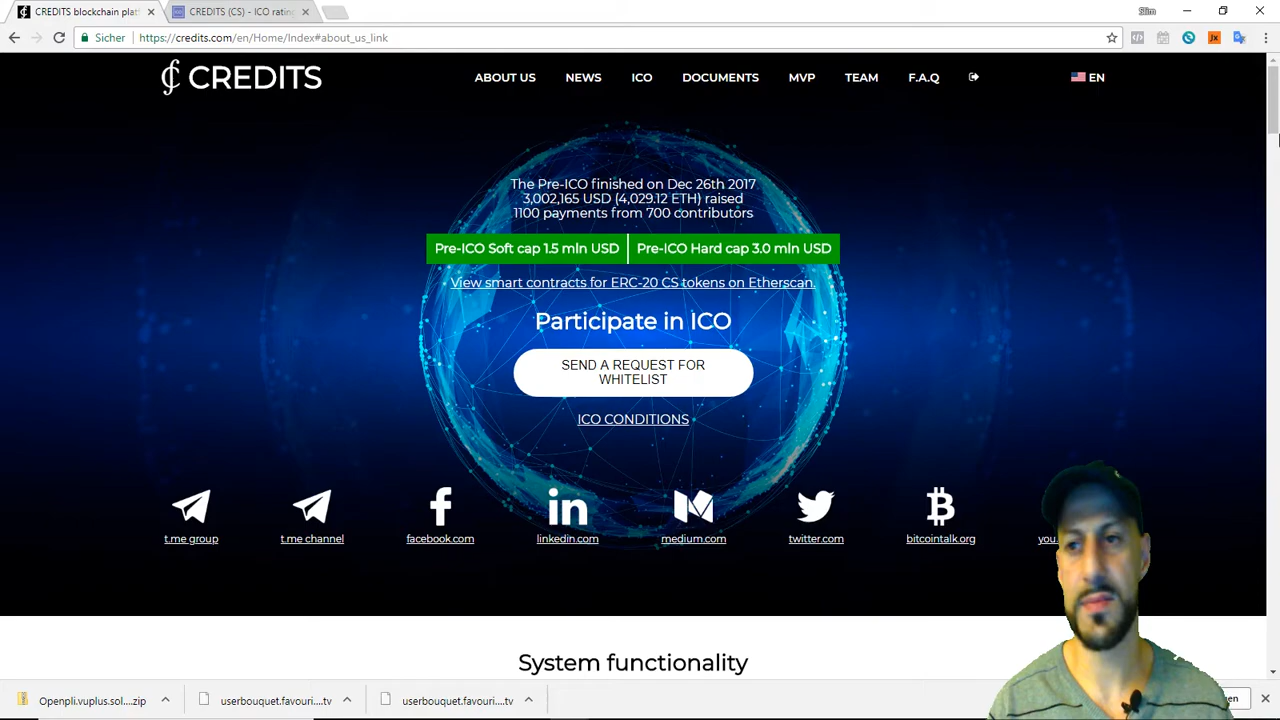 CREDITS blockchain plat
CREDITS (CS) - ICO rating
Slim
Sicher
https://credits.com/en/Home/Index#about_us_link
CREDITS
ABOUT US
NEWS
ICO
DOCUMENTS
MVP
TEAM
F.A.Q
EN
The Pre-ICO finished on Dec 26th 2017
3,002,165 USD (4,029.12 ETH) raised
1100 payments from 700 contributors
Pre-ICO Soft cap 1.5 mln USD
Pre-ICO Hard cap 3.0 mln USD
View smart contracts for ERC-20 CS tokens on Etherscan.
Participate in ICO
SEND A REQUEST FOR
WHITELIST
ICO CONDITIONS
t.me group
t.me channel
facebook.com
linkedin.com
medium.com
twitter.com
bitcointalk.org
you.
System functionality
Openpli.vuplus.sol....zip
userbouquet.favouri....tv
userbouquet.favouri....tv